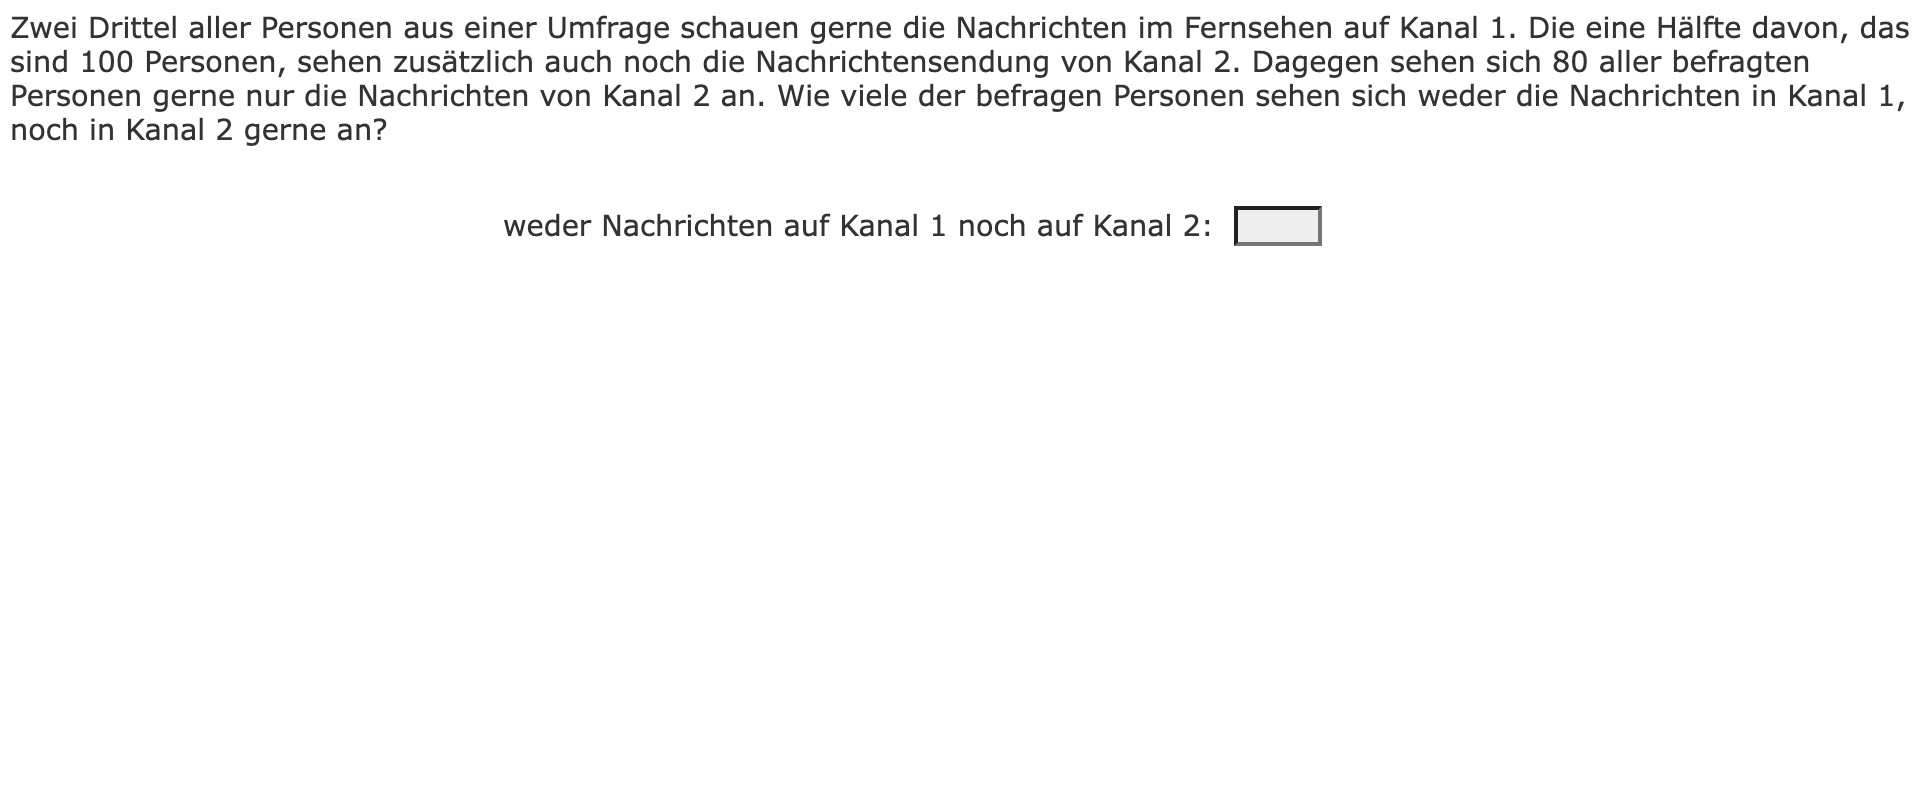 Zwei Drittel aller Personen aus einer Umfrage schauen gerne die Nachrichten im Fernsehen auf Kanal 1. Die eine Hälfte davon, das
sind 100 Personen, sehen zusätzlich auch noch die Nachrichtensendung von Kanal 2. Dagegen sehen sich 80 aller befragten
Personen gerne nur die Nachrichten von Kanal 2 an. Wie viele der befragen Personen sehen sich weder die Nachrichten in Kanal 1,
noch in Kanal 2 gerne an?
weder Nachrichten auf Kanal 1 noch auf Kanal 2: